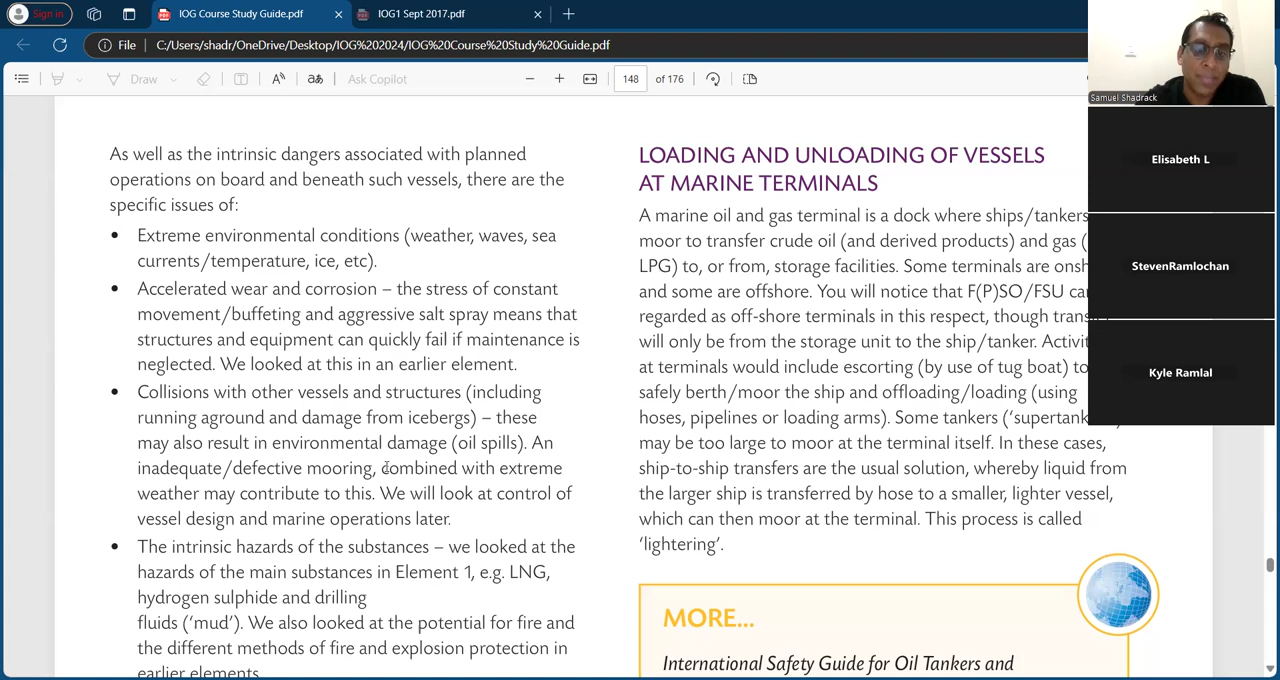 Sign in
IOG Course Study Guide.pdf
IOG1 Sept 2017.pdf
File
C:/Users/shadr/OneDrive/Desktop/IOG%202024/IOG%20Course%20Study%20Guide.pdf
Draw
Ask Copilot
148 of 176
As well as the intrinsic dangers associated with planned
operations on board and beneath such vessels, there are the
specific issues of:
• Extreme environmental conditions (weather, waves, sea
currents/temperature, ice, etc).
• Accelerated wear and corrosion – the stress of constant
movement/buffeting and aggressive salt spray means that
structures and equipment can quickly fail if maintenance is
neglected. We looked at this in an earlier element.
• Collisions with other vessels and structures (including
running aground and damage from icebergs) – these
may also result in environmental damage (oil spills). An
inadequate/defective mooring, combined with extreme
weather may contribute to this. We will look at control of
vessel design and marine operations later.
• The intrinsic hazards of the substances – we looked at the
hazards of the main substances in Element 1, e.g. LNG,
hydrogen sulphide and drilling
fluids ('mud'). We also looked at the potential for fire and
the different methods of fire and explosion protection in
earlier elements.
LOADING AND UNLOADING OF VESSELS
AT MARINE TERMINALS
A marine oil and gas terminal is a dock where ships/tankers
moor to transfer crude oil (and derived products) and gas (
LPG) to, or from, storage facilities. Some terminals are
and some are offshore. You will notice that F(P)SO/FSU
regarded as off-shore terminals in this respect, though
will only be from the storage unit to the ship/tanker.
at terminals would include escorting (by use of tug boat) to
safely berth/moor the ship and offloading/loading (using
hoses, pipelines or loading arms). Some tankers
may be too large to moor at the terminal itself. In these cases,
ship-to-ship transfers are the usual solution, whereby liquid from
the larger ship is transferred by hose to a smaller, lighter vessel,
which can then moor at the terminal. This process is called
'lightering'.
MORE...
International Safety Guide for Oil Tankers and
Samuel Shadrack
Elisabeth L
StevenRamlochan
Kyle Ramlal